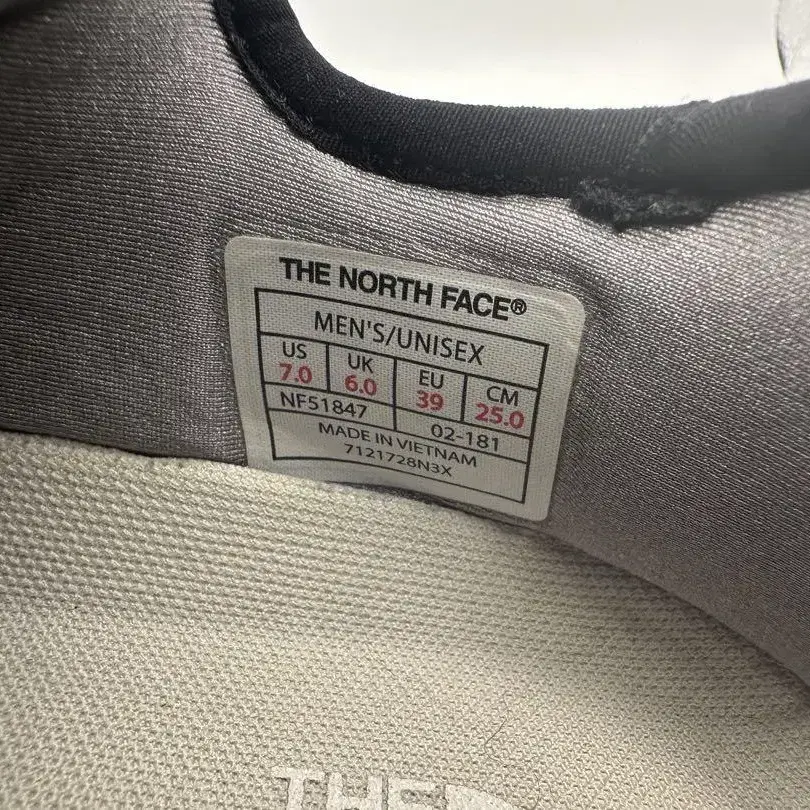 THE NORTH FACE®
MEN'S/UNISEX
US UK EU CM
7.0 6.0 39 25.0
NF51847 02-181
MADE IN VIETNAM
7121728N3X
THE